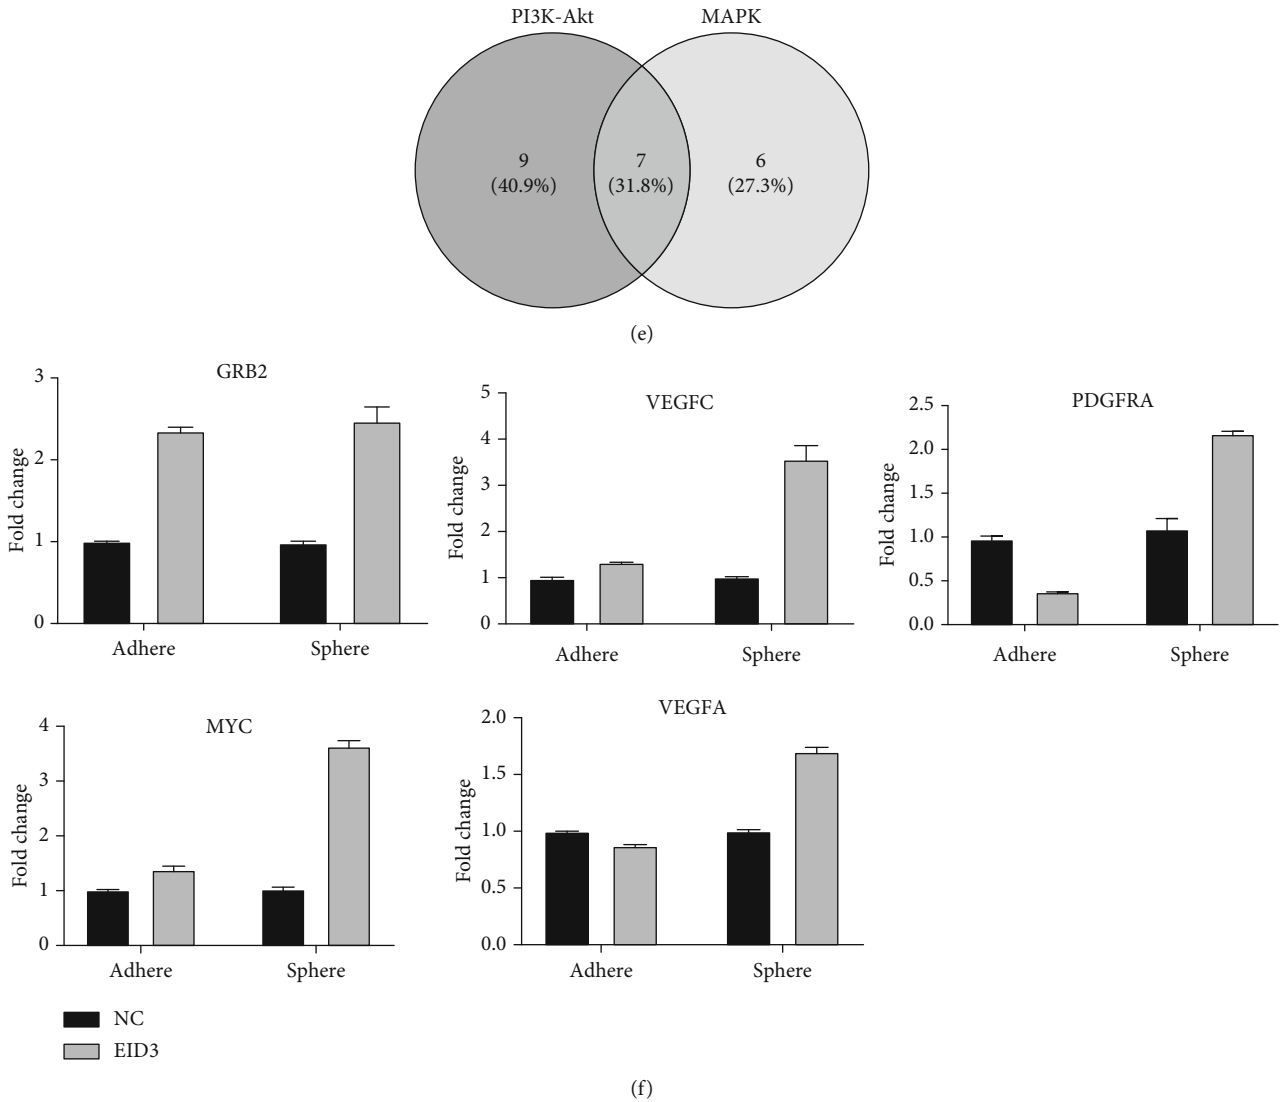 PI3K-Akt MAPK
9 7 6
(40.9%) (31.8%) (27.3%)
(e)
GRB2
3
2
1
0
Fold change
Adhere Sphere
VEGFC
5
4
3
2
1
0
Fold change
Adhere Sphere
PDGFRA
2.5
2.0
1.5
1.0
0.5
0.0
Fold change
Adhere Sphere
MYC
4
3
2
1
0
Fold change
Adhere Sphere
VEGFA
2.0
1.5
1.0
0.5
0.0
Fold change
Adhere Sphere
NC
EID3
(f)